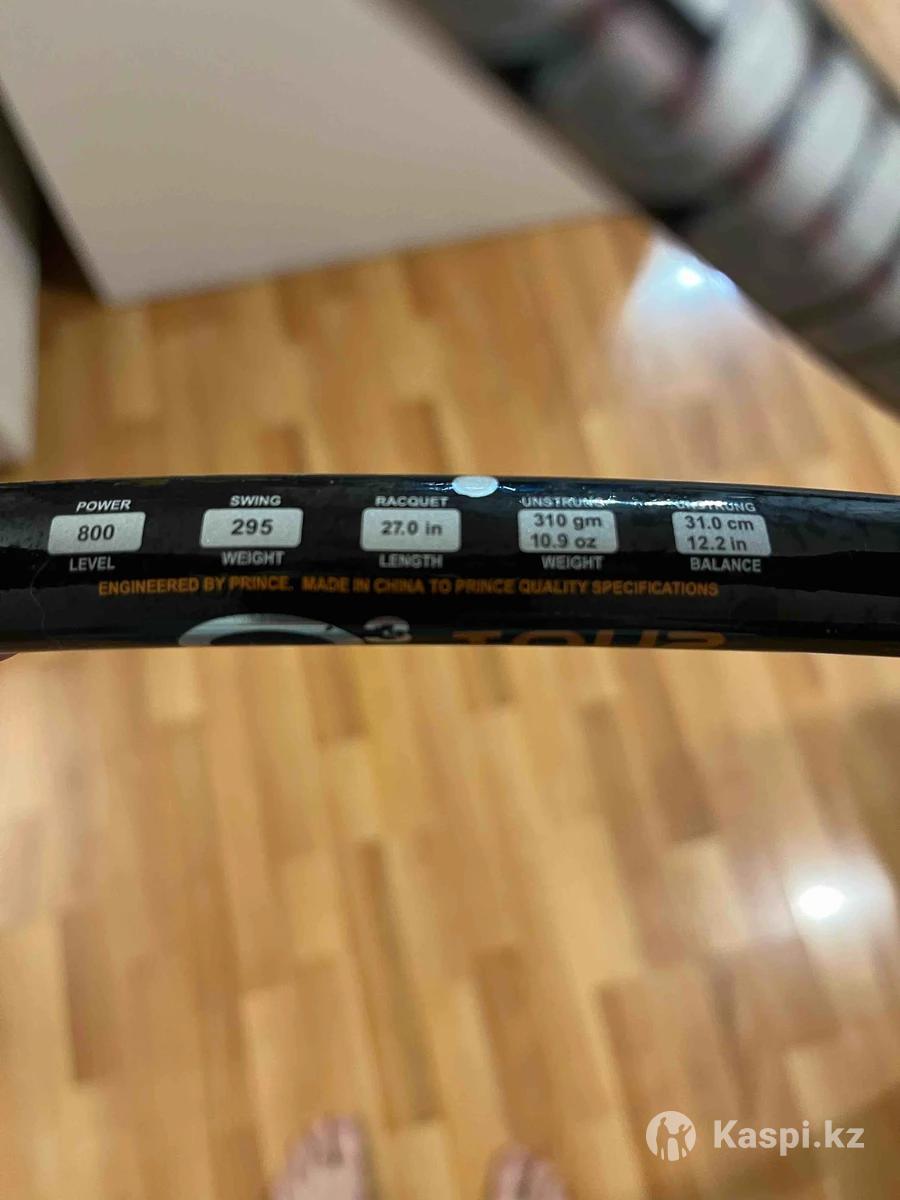 POWER SWING RACQUET UNSTRUNG UNSTRUNG
800 295 27.0 in 310 gm 31.0 cm
10.9 oz 12.2 in
LEVEL WEIGHT LENGTH WEIGHT BALANCE
ENGINEERED BY PRINCE. MADE IN CHINA TO PRINCE QUALITY SPECIFICATIONS
O3 TOUR
Kaspi.kz